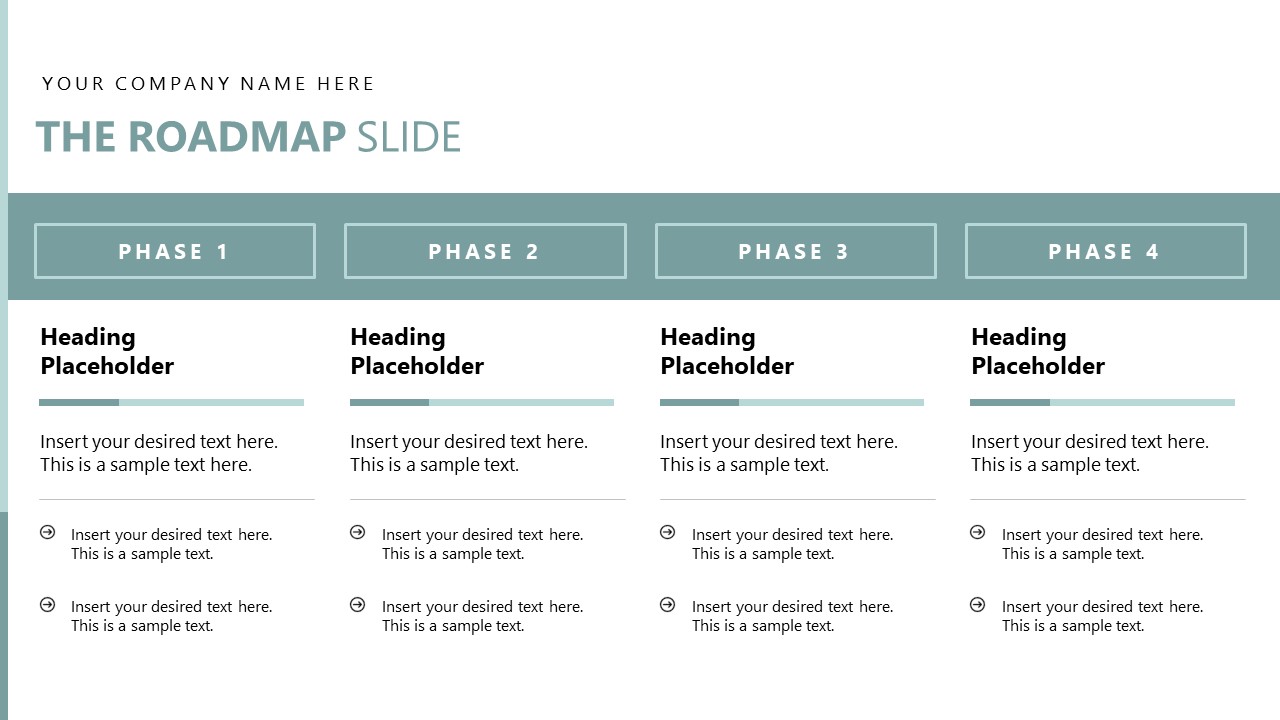 YOUR COMPANY NAME HERE
THE ROADMAP SLIDE
PHASE 1
PHASE 2
PHASE 3
PHASE 4
Heading
Placeholder
Insert your desired text here.
This is a sample text here.
Insert your desired text here.
This is a sample text.
Insert your desired text here.
This is a sample text.
Heading
Placeholder
Insert your desired text here.
This is a sample text.
Insert your desired text here.
This is a sample text.
Insert your desired text here.
This is a sample text.
Heading
Placeholder
Insert your desired text here.
This is a sample text.
Insert your desired text here.
This is a sample text.
Insert your desired text here.
This is a sample text.
Heading
Placeholder
Insert your desired text here.
This is a sample text.
Insert your desired text here.
This is a sample text.
Insert your desired text here.
This is a sample text.